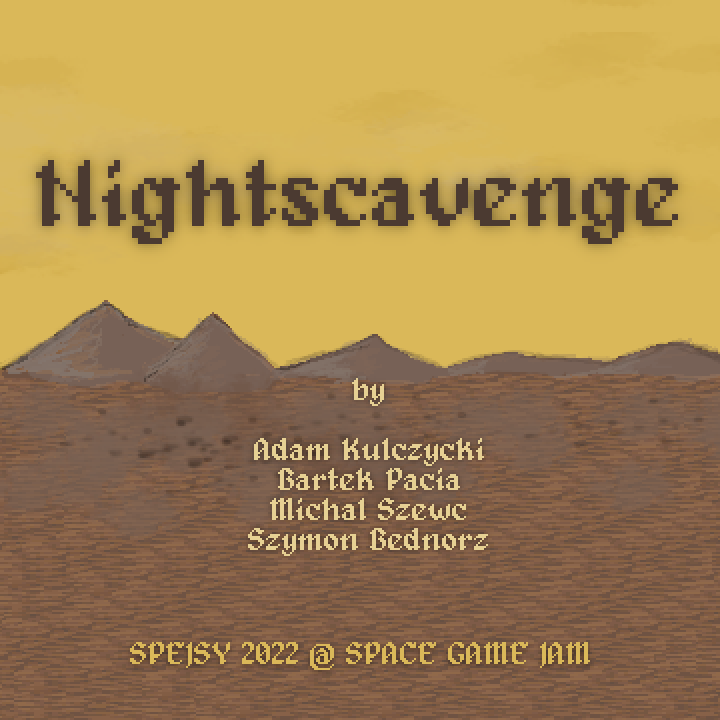 Nightscavenge
by
Adam Kulczycki
Bartek Pacia
Michal Szewc
Szymon Bednorz
SPEJSY 2022 @ SPACE GAME JAM